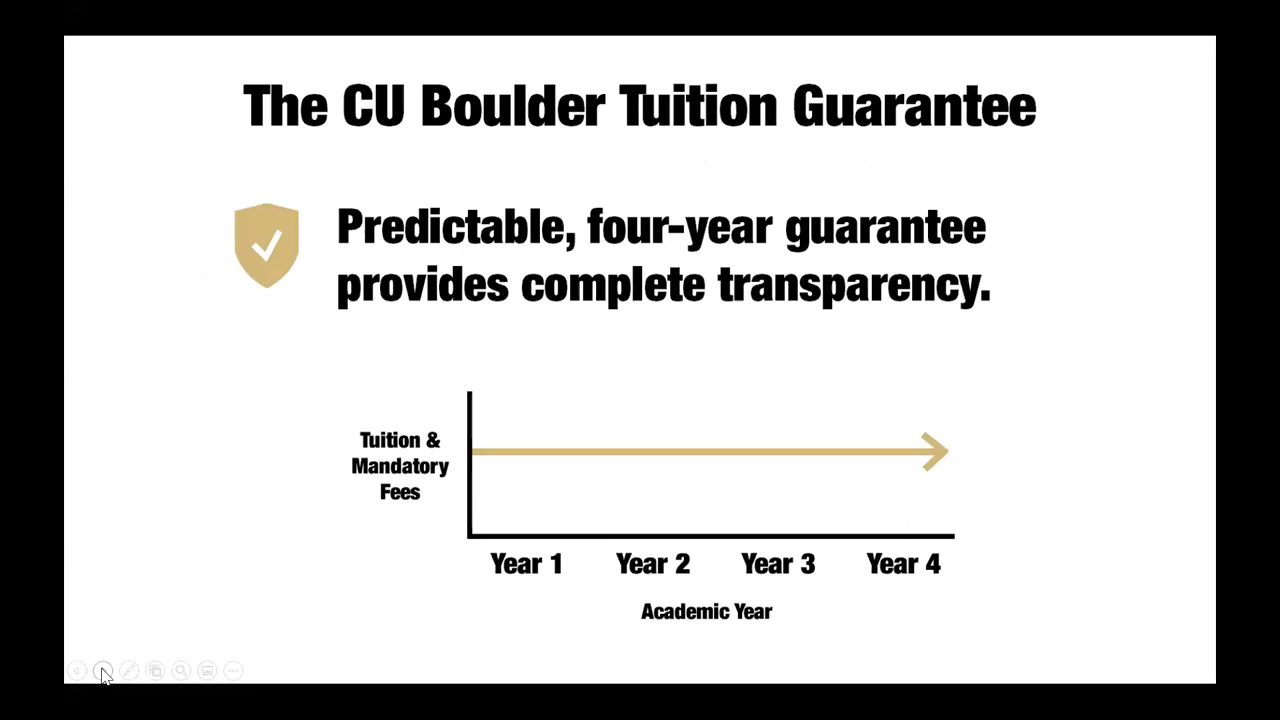 The CU Boulder Tuition Guarantee
Predictable, four-year guarantee
provides complete transparency.
Tuition &
Mandatory
Fees
Year 1 Year 2 Year 3 Year 4
Academic Year